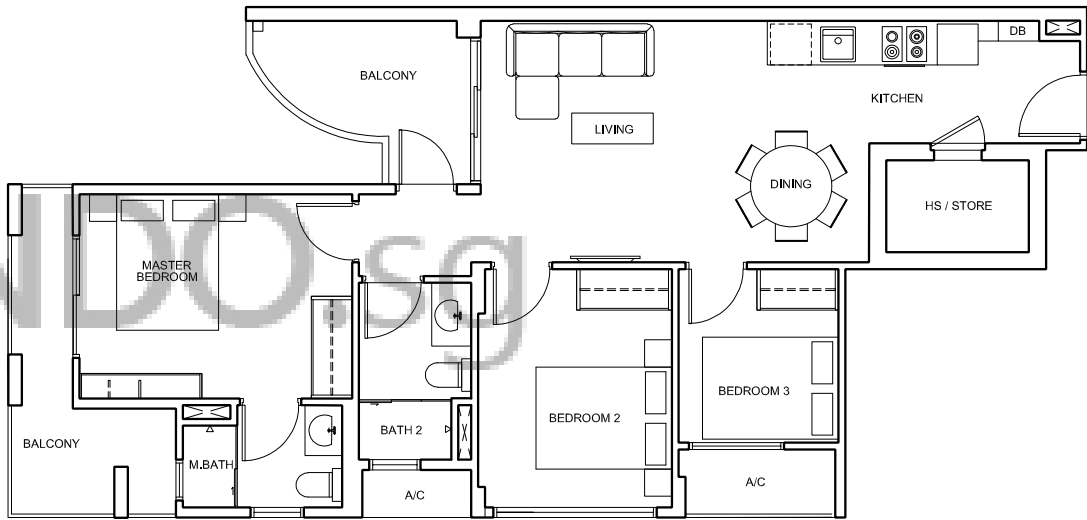 DB
BALCONY
KITCHEN
LIVING
DINING
HS / STORE
MASTER
BEDROOM
NDO.sg
BEDROOM 3
BEDROOM 2
BATH 2
BALCONY
M.BATH
A/C
A/C